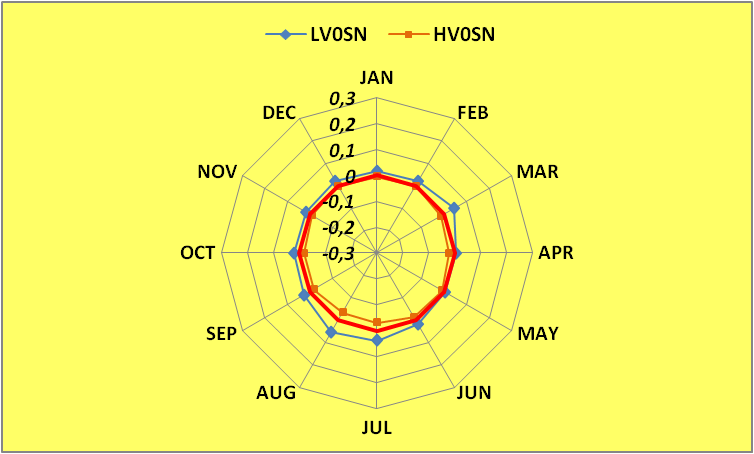 LV0SN HV0SN
JAN
0,3
DEC FEB
0,2
0,1
NOV 0 MAR
-0,1
-0,2
OCT -0,3 APR
SEP MAY
AUG JUN
JUL